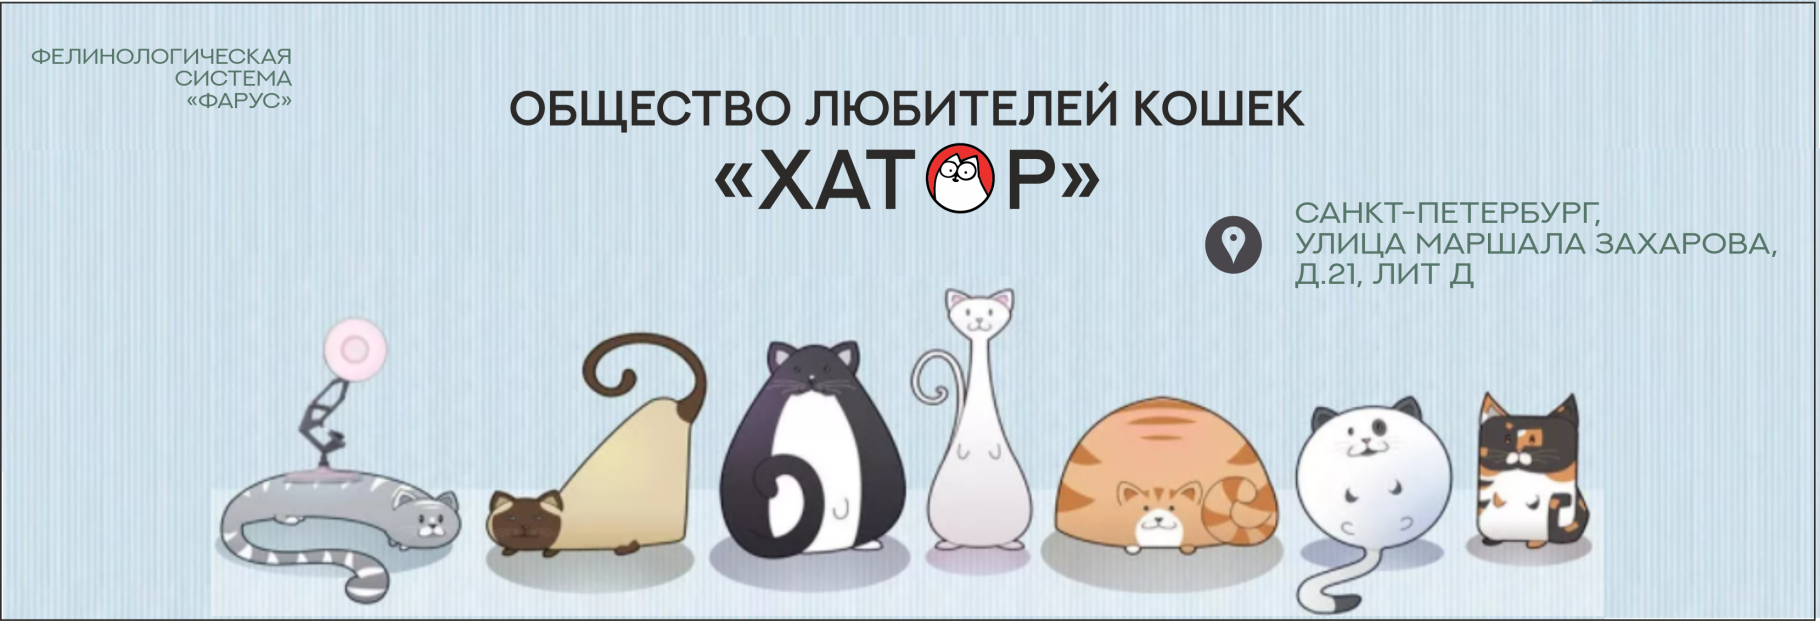 ФЕЛИНОЛОГИЧЕСКАЯ
СИСТЕМА
«ФАРУС»
ОБЩЕСТВО ЛЮБИТЕЛЕЙ КОШЕК
«ХАТОР»
САНКТ-ПЕТЕРБУРГ,
УЛИЦА МАРШАЛА ЗАХАРОВА,
Д.21, ЛИТ Д